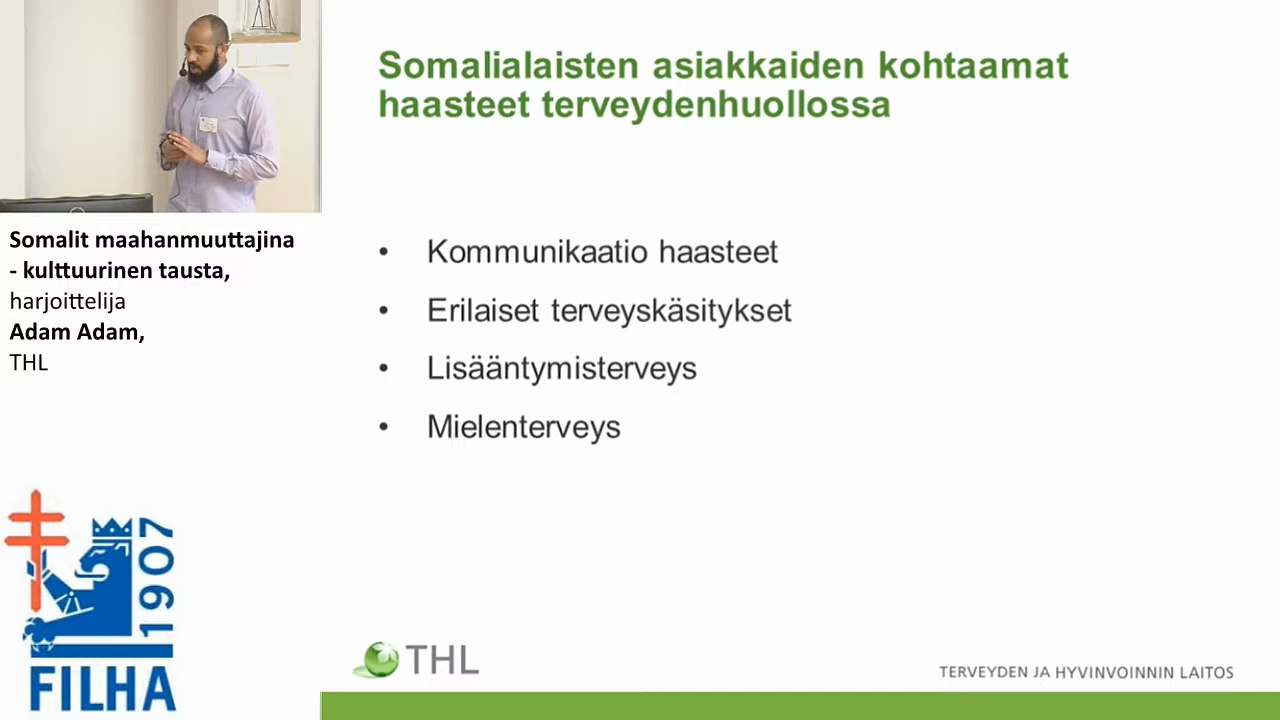 Somalialaisten asiakkaiden kohtaamat
haasteet terveydenhuollossa
Somalit maahanmuuttajina
- kulttuurinen tausta,
harjoittelija
Adam Adam,
THL
• Kommunikaatio haasteet
• Erilaiset terveyskäsitykset
• Lisääntymisterveys
• Mielenterveys
1907
FILHA
THL
TERVEYDEN JA HYVINVOINNIN LAITOS